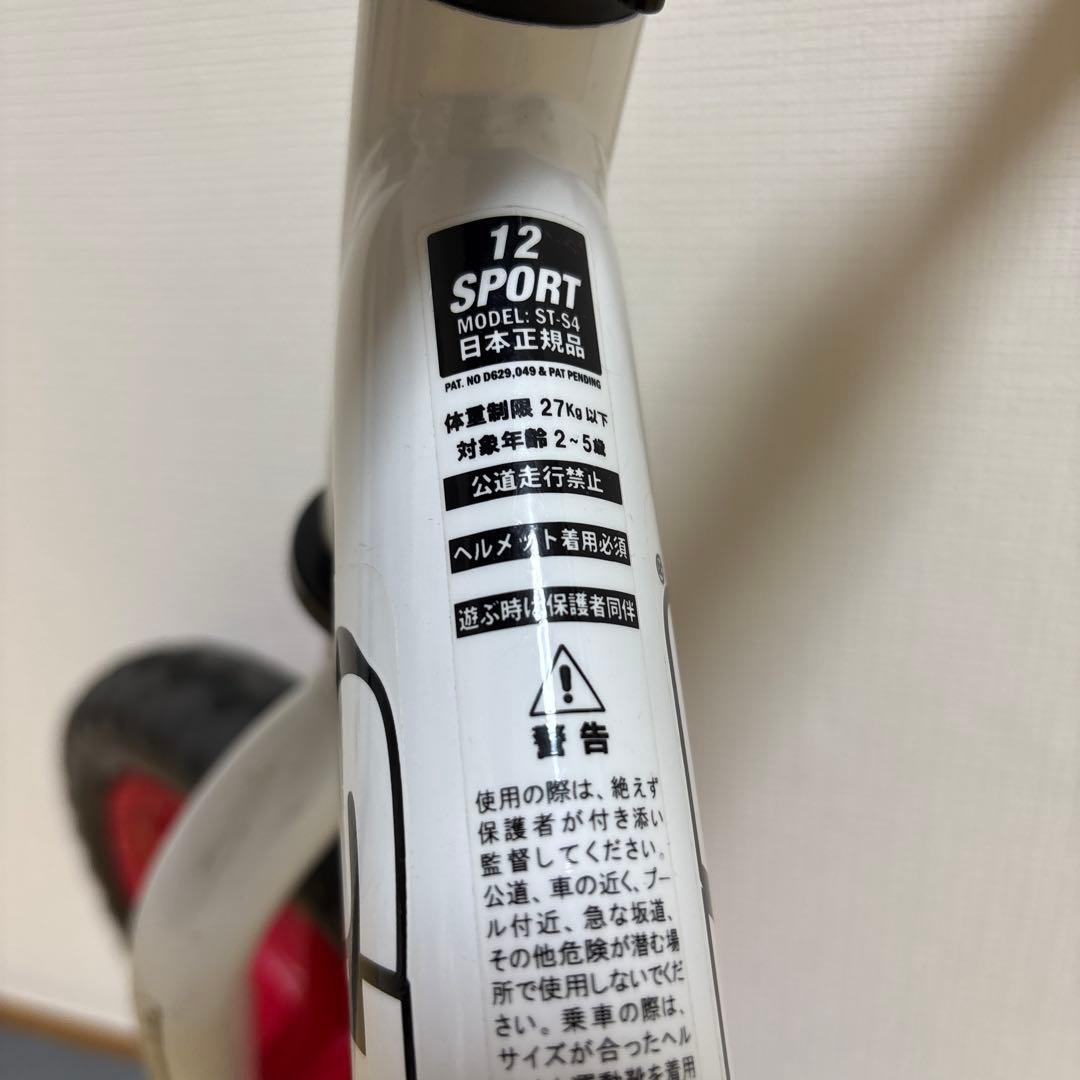 12
SPORT
MODEL: ST-S4
日本正規品
PAT. NO D629,049 & PAT PENDING
体重制限 27Kg 以下
対象年齢 2~5歳
公道走行禁止
ヘルメット着用必須
遊ぶ時は保護者同伴
®
警告
使用の際は、絶えず
保護者が付き添い
監督してください。
公道、車の近く、プー
ル付近、急な坂道、
その他危険が潜む場
所で使用しないでくだ
さい。乗車の際は、
サイズが合ったヘル
運動靴を着用